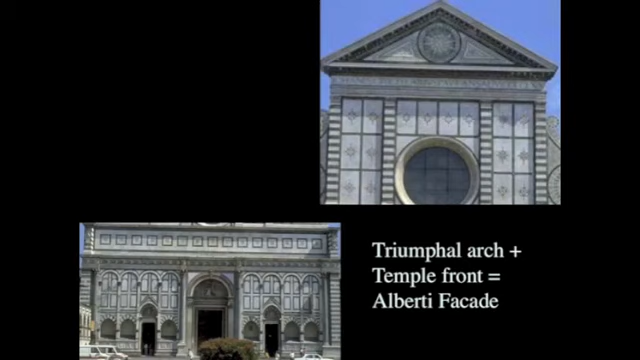 Triumphal arch +
Temple front =
Alberti Facade